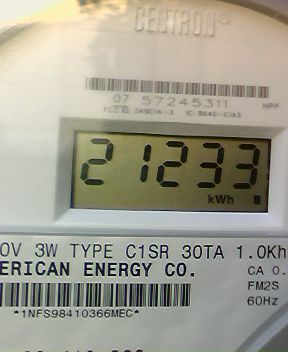 CENTRON®
07 57245311 HPP
21233
kWh
0V 3W TYPE C1SR 30TA 1.0Kh
ERICAN ENERGY CO. CA 0.
FM2S
60Hz
*1NFS98410366MEC*